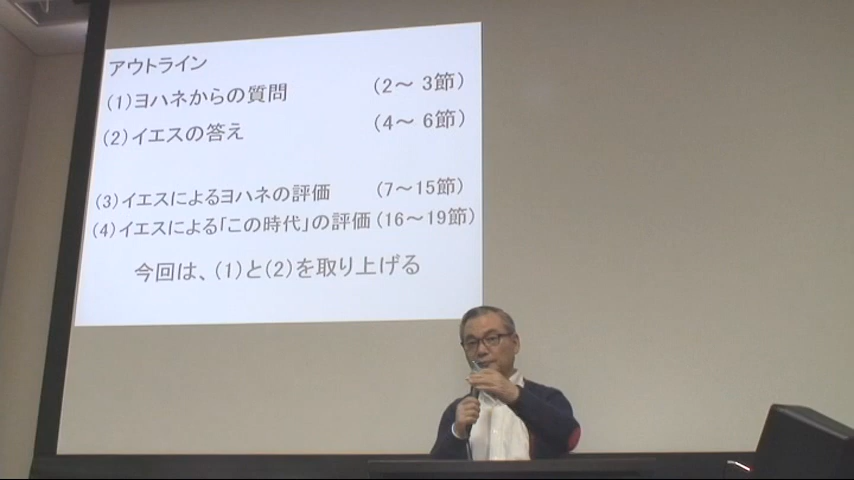 アウトライン
(1)ヨハネからの質問 (2〜 3節)
(2)イエスの答え (4〜 6節)
(3)イエスによるヨハネの評価 (7〜15節)
(4)イエスによる「この時代」の評価(16〜19節)
今回は、(1)と(2)を取り上げる